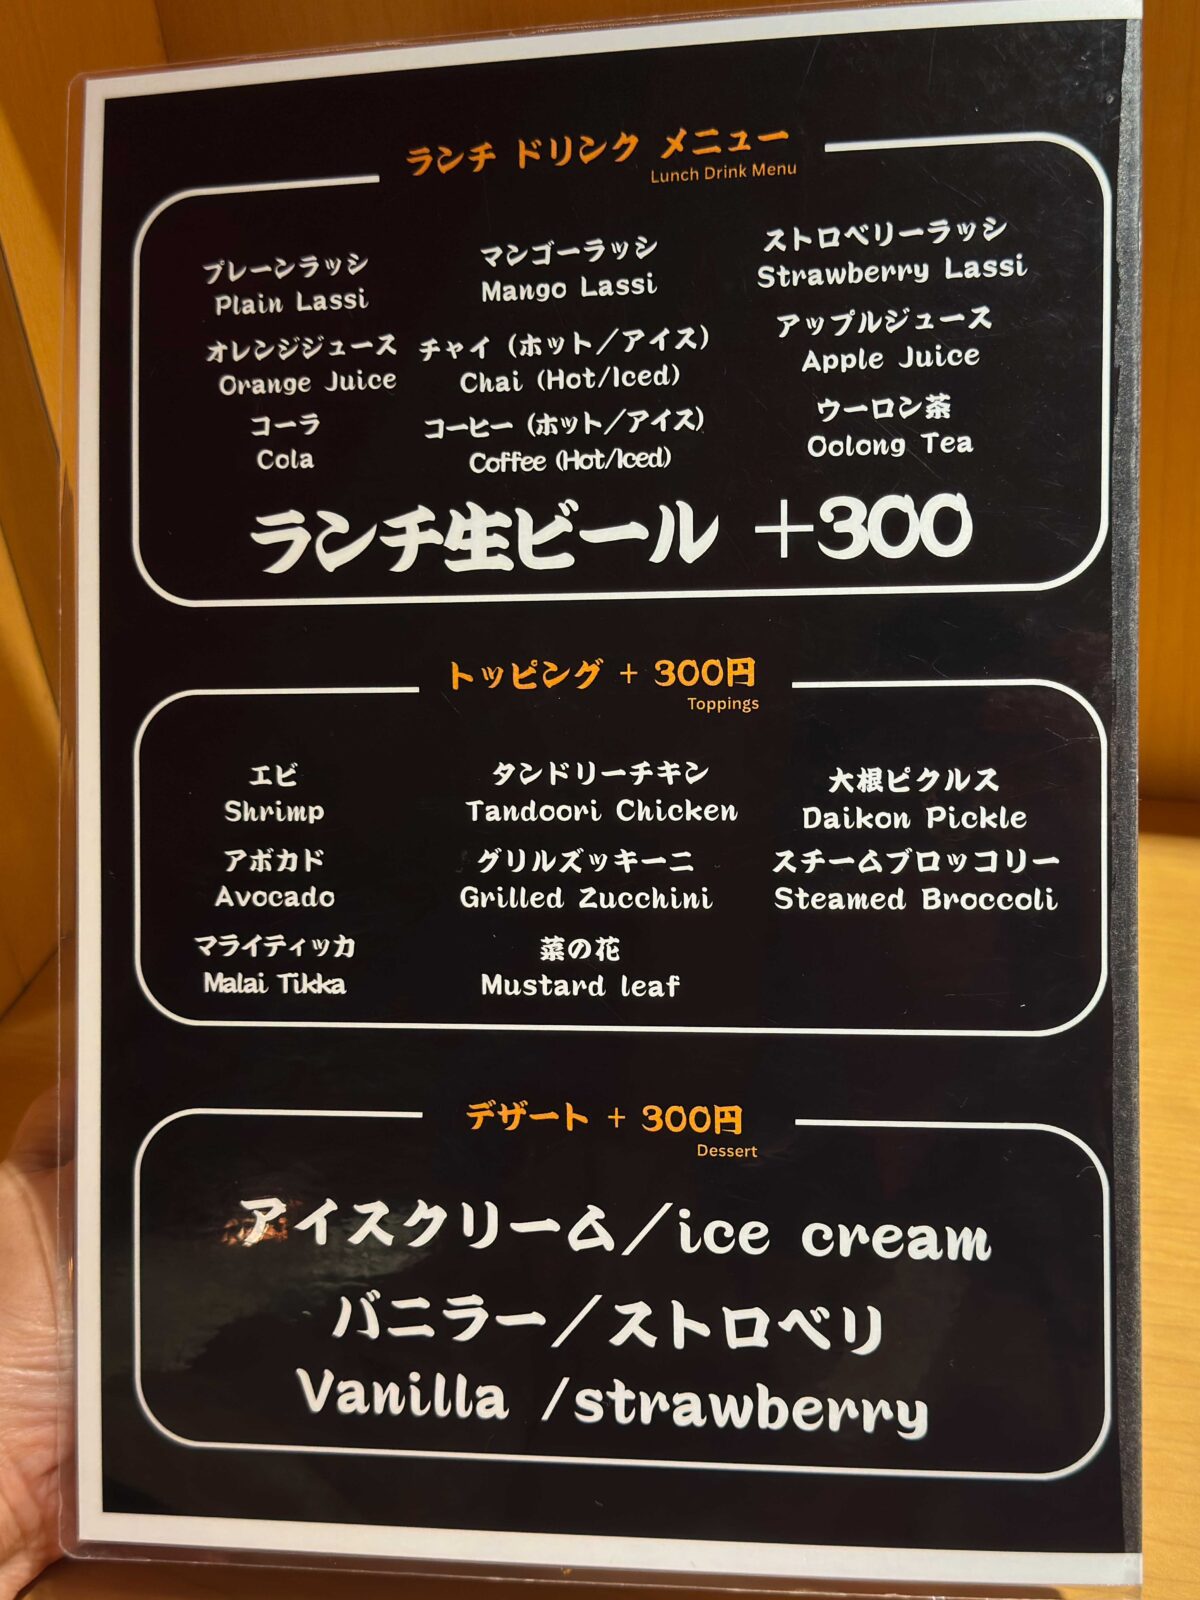 ランチ ドリンク メニュー
Lunch Drink Menu
プレーンラッシ マンゴーラッシ ストロベリーラッシ
Plain Lassi Mango Lassi Strawberry Lassi
オレンジジュース チャイ（ホット／アイス） アップルジュース
Orange Juice Chai (Hot/Iced) Apple Juice
コーラ コーヒー（ホット／アイス） ウーロン茶
Cola Coffee (Hot/Iced) Oolong Tea
ランチ生ビール ＋300
トッピング + 300円
Toppings
エビ タンドリーチキン 大根ピクルス
Shrimp Tandoori Chicken Daikon Pickle
アボカド グリルズッキーニ スチームブロッコリー
Avocado Grilled Zucchini Steamed Broccoli
マライティッカ 菜の花
Malai Tikka Mustard leaf
デザート + 300円
Dessert
アイスクリーム／ice cream
バニラー／ストロベリ
Vanilla /strawberry